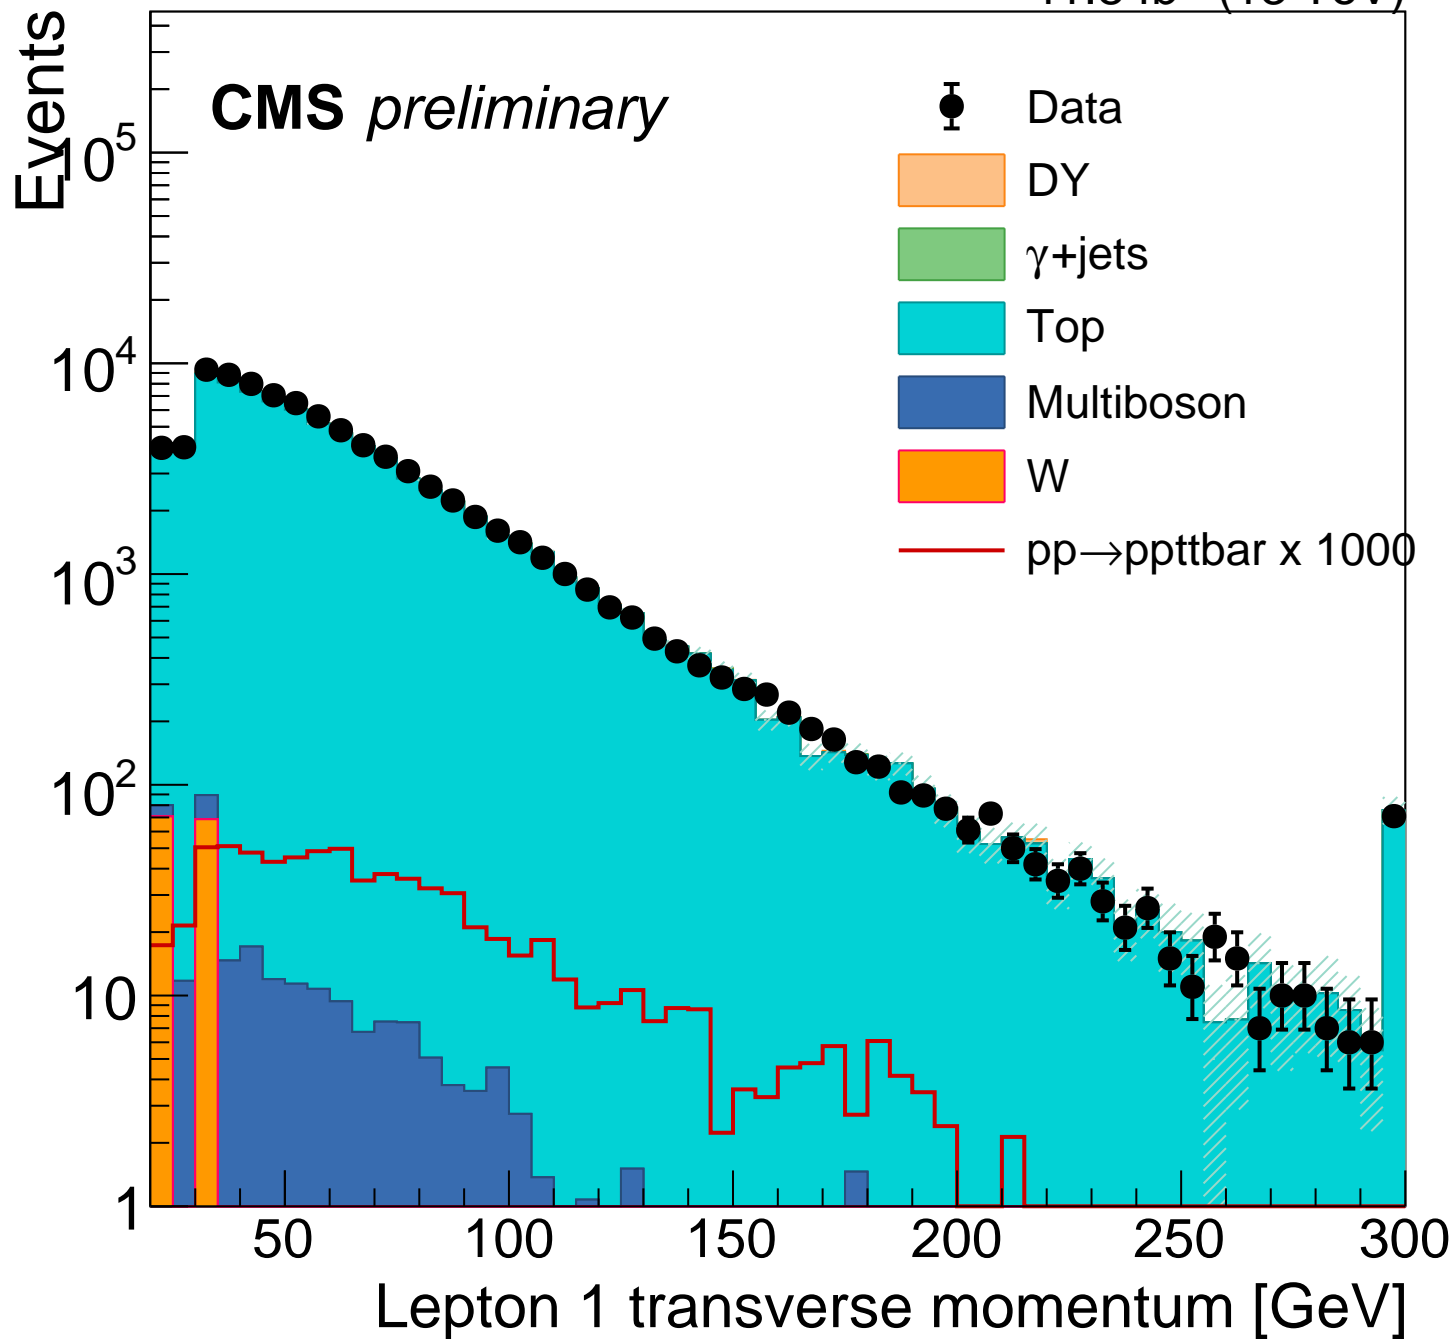 Events
CMS preliminary
Data
DY
γ+jets
Top
Multiboson
W
pp→ppttbar x 1000
10^5
10^4
10^3
10^2
10
1
50 100 150 200 250 300
Lepton 1 transverse momentum [GeV]